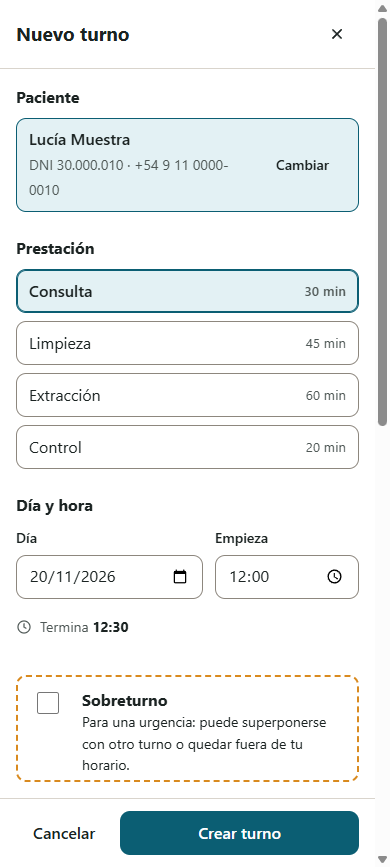 Nuevo turno
Paciente
Lucía Muestra
DNI 30.000.010 · +54 9 11 0000-
0010
Cambiar
Prestación
Consulta 30 min
Limpieza 45 min
Extracción 60 min
Control 20 min
Día y hora
Día Empieza
20/11/2026 12:00
Termina 12:30
Sobreturno
Para una urgencia: puede superponerse
con otro turno o quedar fuera de tu
horario.
Cancelar Crear turno